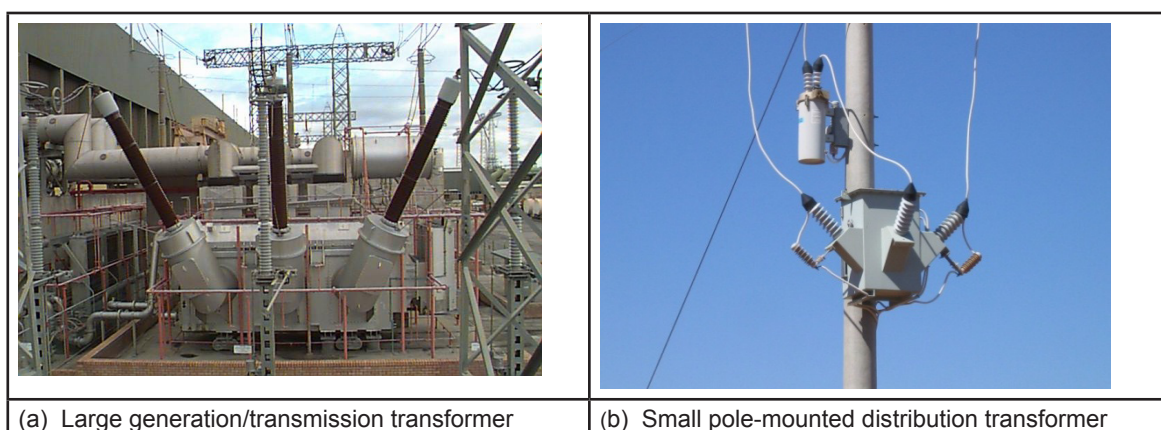 (a) Large generation/transmission transformer
(b) Small pole-mounted distribution transformer